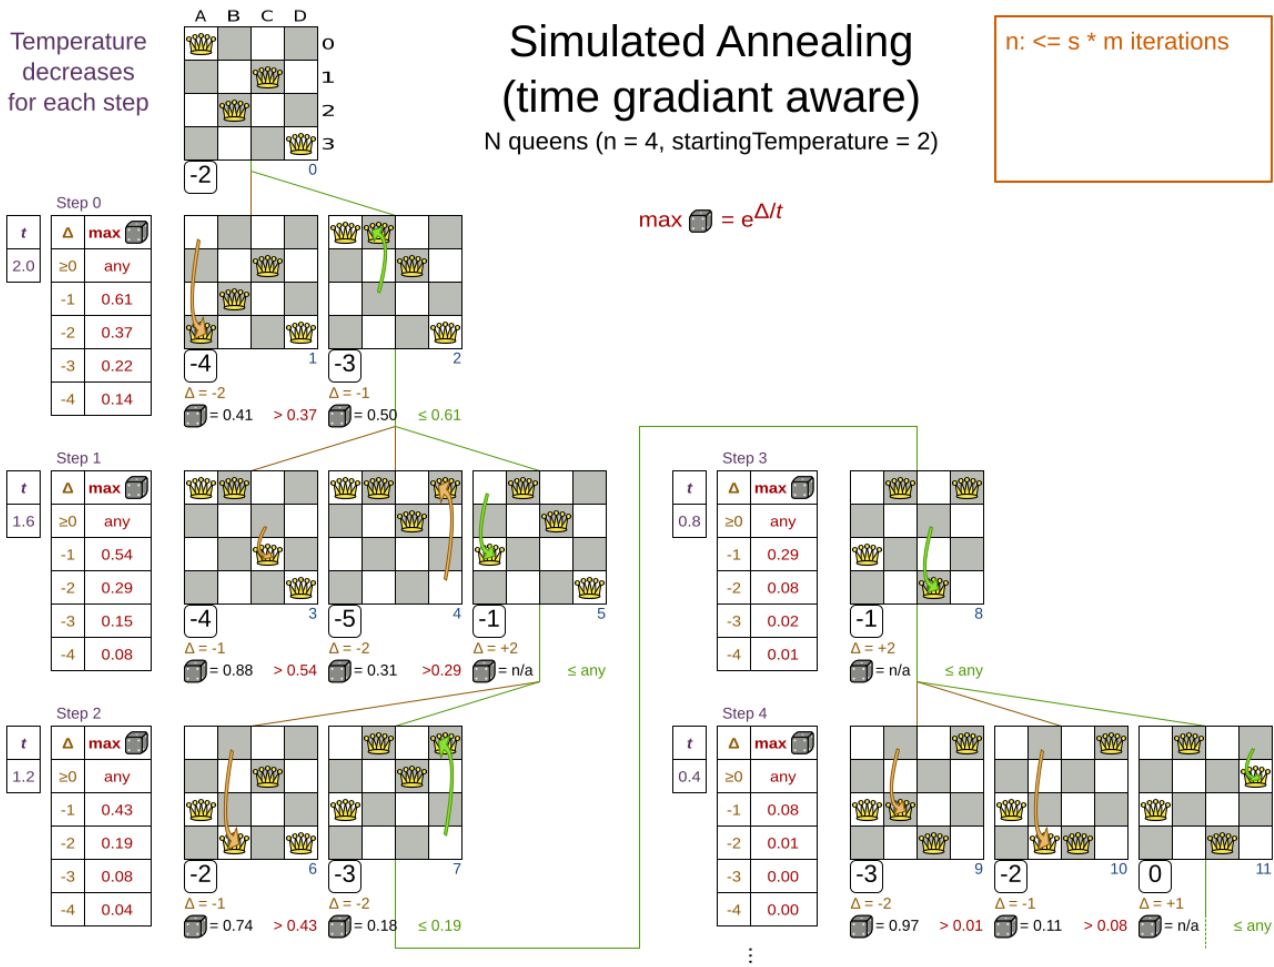 Temperature
decreases
for each step
A B C D
0
1
2
3
-2
0
Simulated Annealing
(time gradiant aware)
N queens (n = 4, startingTemperature = 2)
n: <= s * m iterations
max = e^Δ/t
Step 0
t
2.0
Δ max
≥0 any
-1 0.61
-2 0.37
-3 0.22
-4 0.14
-4
1
Δ = -2
= 0.41 > 0.37
-3
2
Δ = -1
= 0.50 ≤ 0.61
Step 1
t
1.6
Δ max
≥0 any
-1 0.54
-2 0.29
-3 0.15
-4 0.08
-4
3
Δ = -1
= 0.88 > 0.54
-5
4
Δ = -2
= 0.31 >0.29
-1
5
Δ = +2
= n/a ≤ any
Step 2
t
1.2
Δ max
≥0 any
-1 0.43
-2 0.19
-3 0.08
-4 0.04
-2
6
Δ = -1
= 0.74 > 0.43
-3
7
Δ = -2
= 0.18 ≤ 0.19
Step 3
t
0.8
Δ max
≥0 any
-1 0.29
-2 0.08
-3 0.02
-4 0.01
-1
8
Δ = +2
= n/a ≤ any
Step 4
t
0.4
Δ max
≥0 any
-1 0.08
-2 0.01
-3 0.00
-4 0.00
-3
9
Δ = -2
= 0.97 > 0.01
-2
10
Δ = -1
= 0.11 > 0.08
0
11
Δ = +1
= n/a ≤ any
...